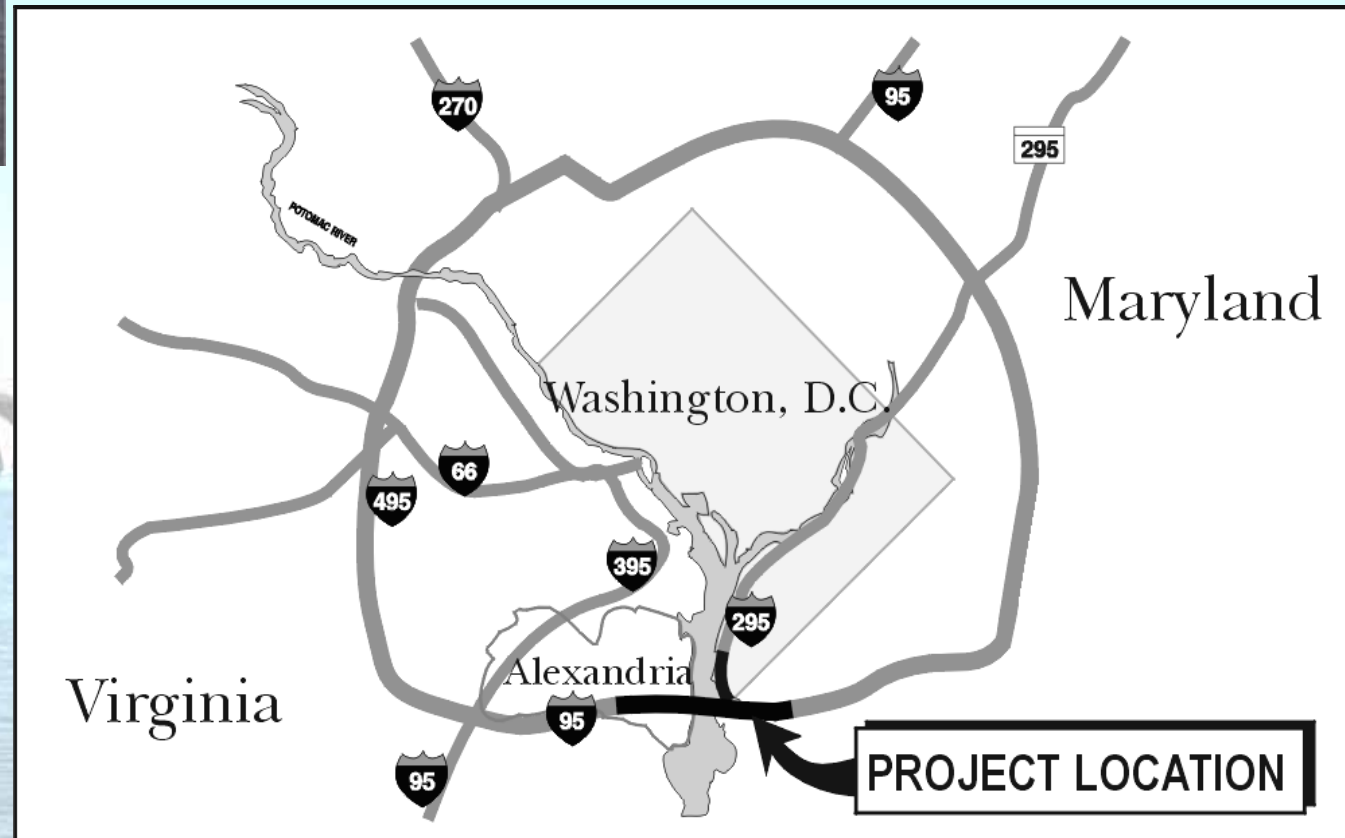 270
95
295
POTOMAC RIVER
Maryland
Washington, D.C.
66
495
395
295
Alexandria
Virginia
95
95
PROJECT LOCATION